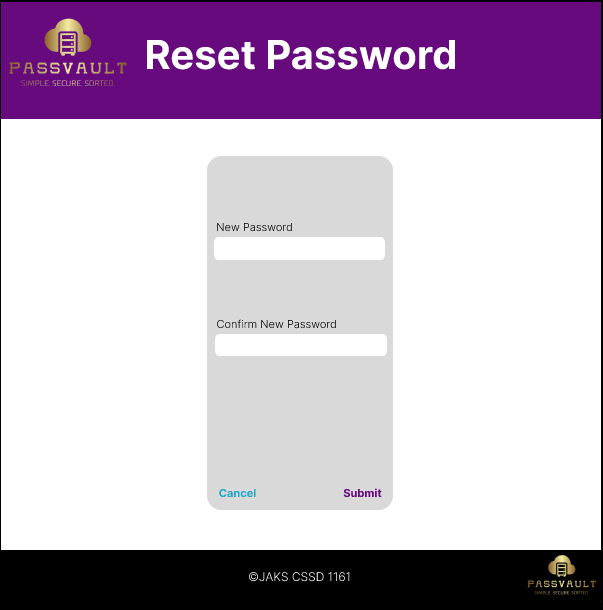 PASSVAULT
SIMPLE. SECURE. SORTED.
Reset Password
New Password
Confirm New Password
Cancel
Submit
©JAKS CSSD 1161
PASSVAULT
SIMPLE. SECURE. SORTED.